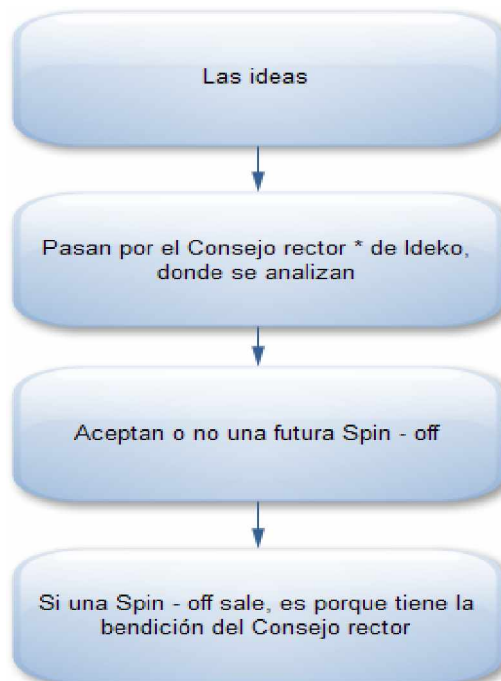 Las ideas
Pasan por el Consejo rector * de Ideko,
donde se analizan
Aceptan o no una futura Spin - off
Si una Spin - off sale, es porque tiene la
bendición del Consejo rector